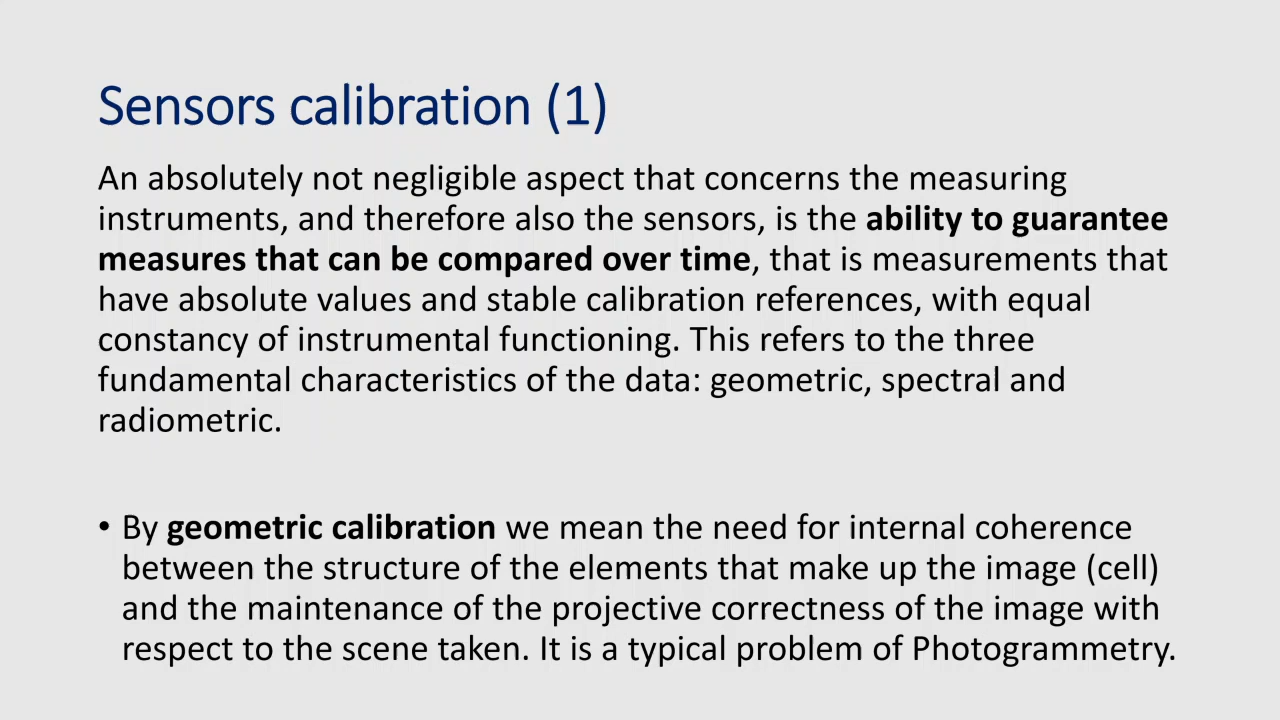 Sensors calibration (1)
An absolutely not negligible aspect that concerns the measuring
instruments, and therefore also the sensors, is the ability to guarantee
measures that can be compared over time, that is measurements that
have absolute values and stable calibration references, with equal
constancy of instrumental functioning. This refers to the three
fundamental characteristics of the data: geometric, spectral and
radiometric.
• By geometric calibration we mean the need for internal coherence
between the structure of the elements that make up the image (cell)
and the maintenance of the projective correctness of the image with
respect to the scene taken. It is a typical problem of Photogrammetry.